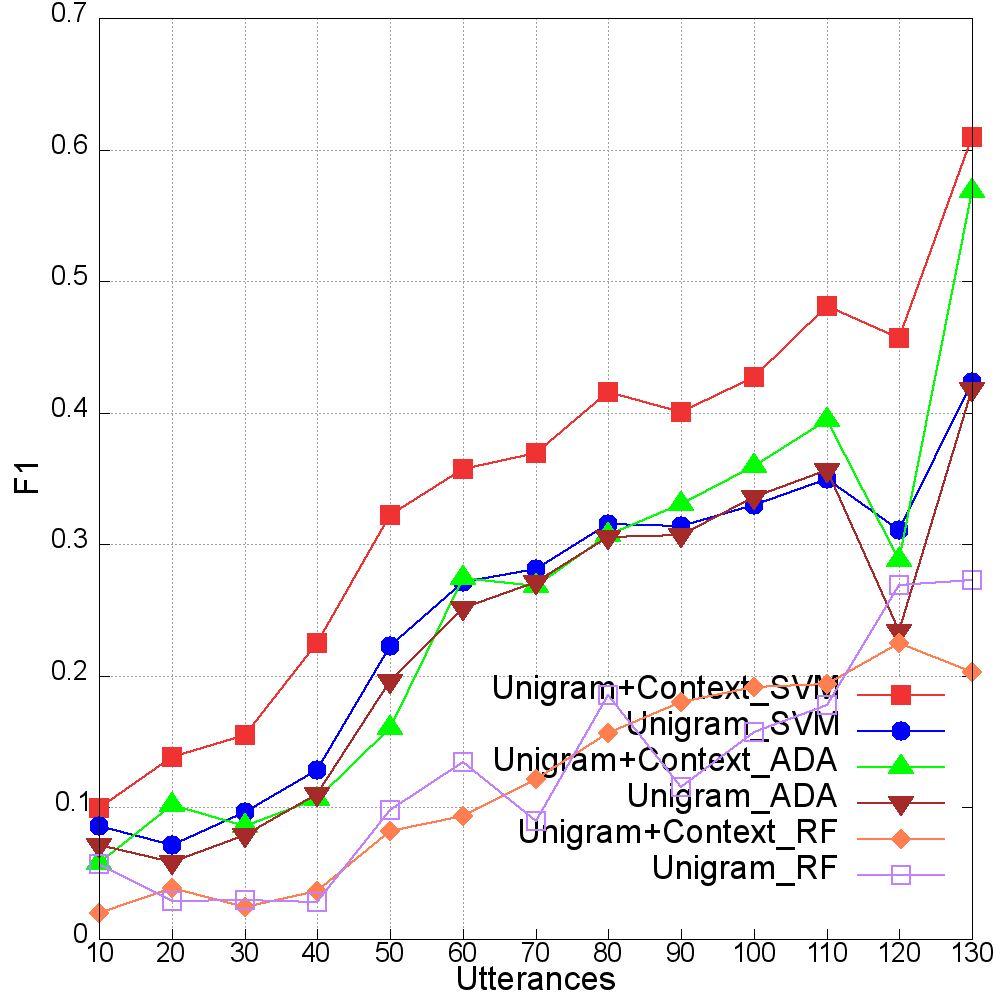 0.7
0.6
0.5
0.4
0.3
0.2
0.1
0
F1
Unigram+Context_SVM
Unigram_SVM
Unigram+Context_ADA
Unigram_ADA
Unigram+Context_RF
Unigram_RF
10 20 30 40 50 60 70 80 90 100 110 120 130
Utterances